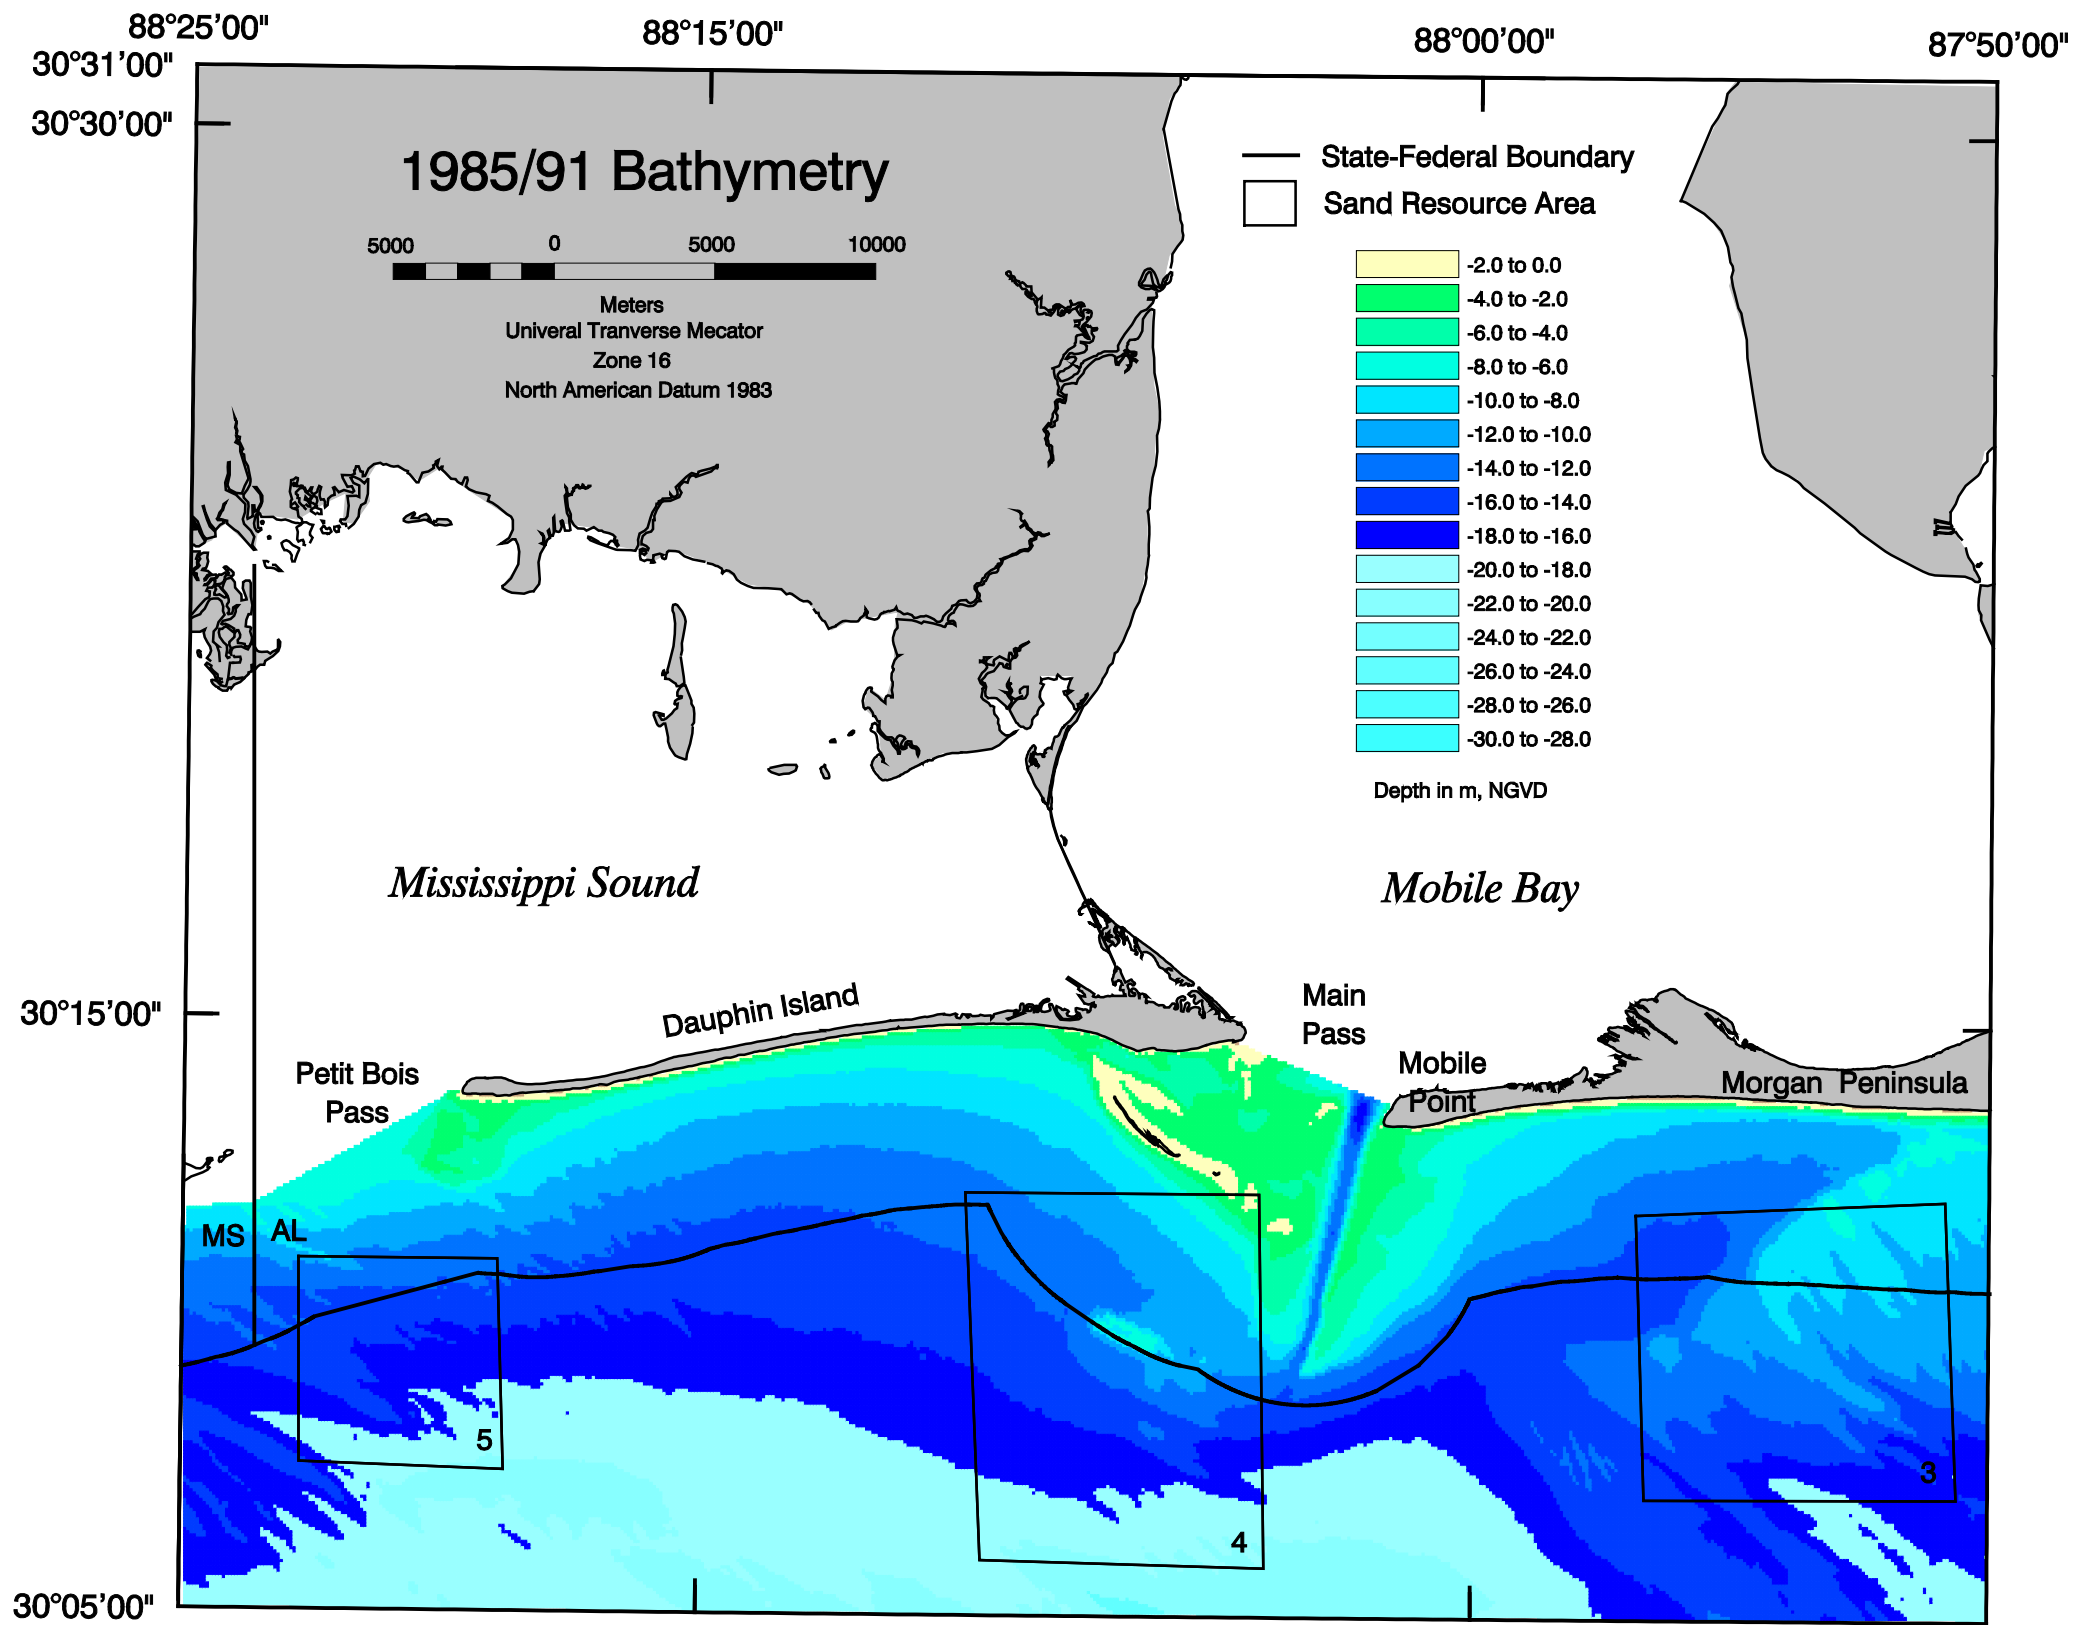 88°25'00"
88°15'00"
88°00'00"
87°50'00"
30°31'00"
30°30'00"
1985/91 Bathymetry
5000 0 5000 10000
Meters
Univeral Tranverse Mecator
Zone 16
North American Datum 1983
State-Federal Boundary
Sand Resource Area
-2.0 to 0.0
-4.0 to -2.0
-6.0 to -4.0
-8.0 to -6.0
-10.0 to -8.0
-12.0 to -10.0
-14.0 to -12.0
-16.0 to -14.0
-18.0 to -16.0
-20.0 to -18.0
-22.0 to -20.0
-24.0 to -22.0
-26.0 to -24.0
-28.0 to -26.0
-30.0 to -28.0
Depth in m, NGVD
Mississippi Sound
Mobile Bay
30°15'00"
Dauphin Island
Main
Pass
Petit Bois
Pass
Mobile
Point
Morgan Peninsula
MS AL
5
4
3
30°05'00"